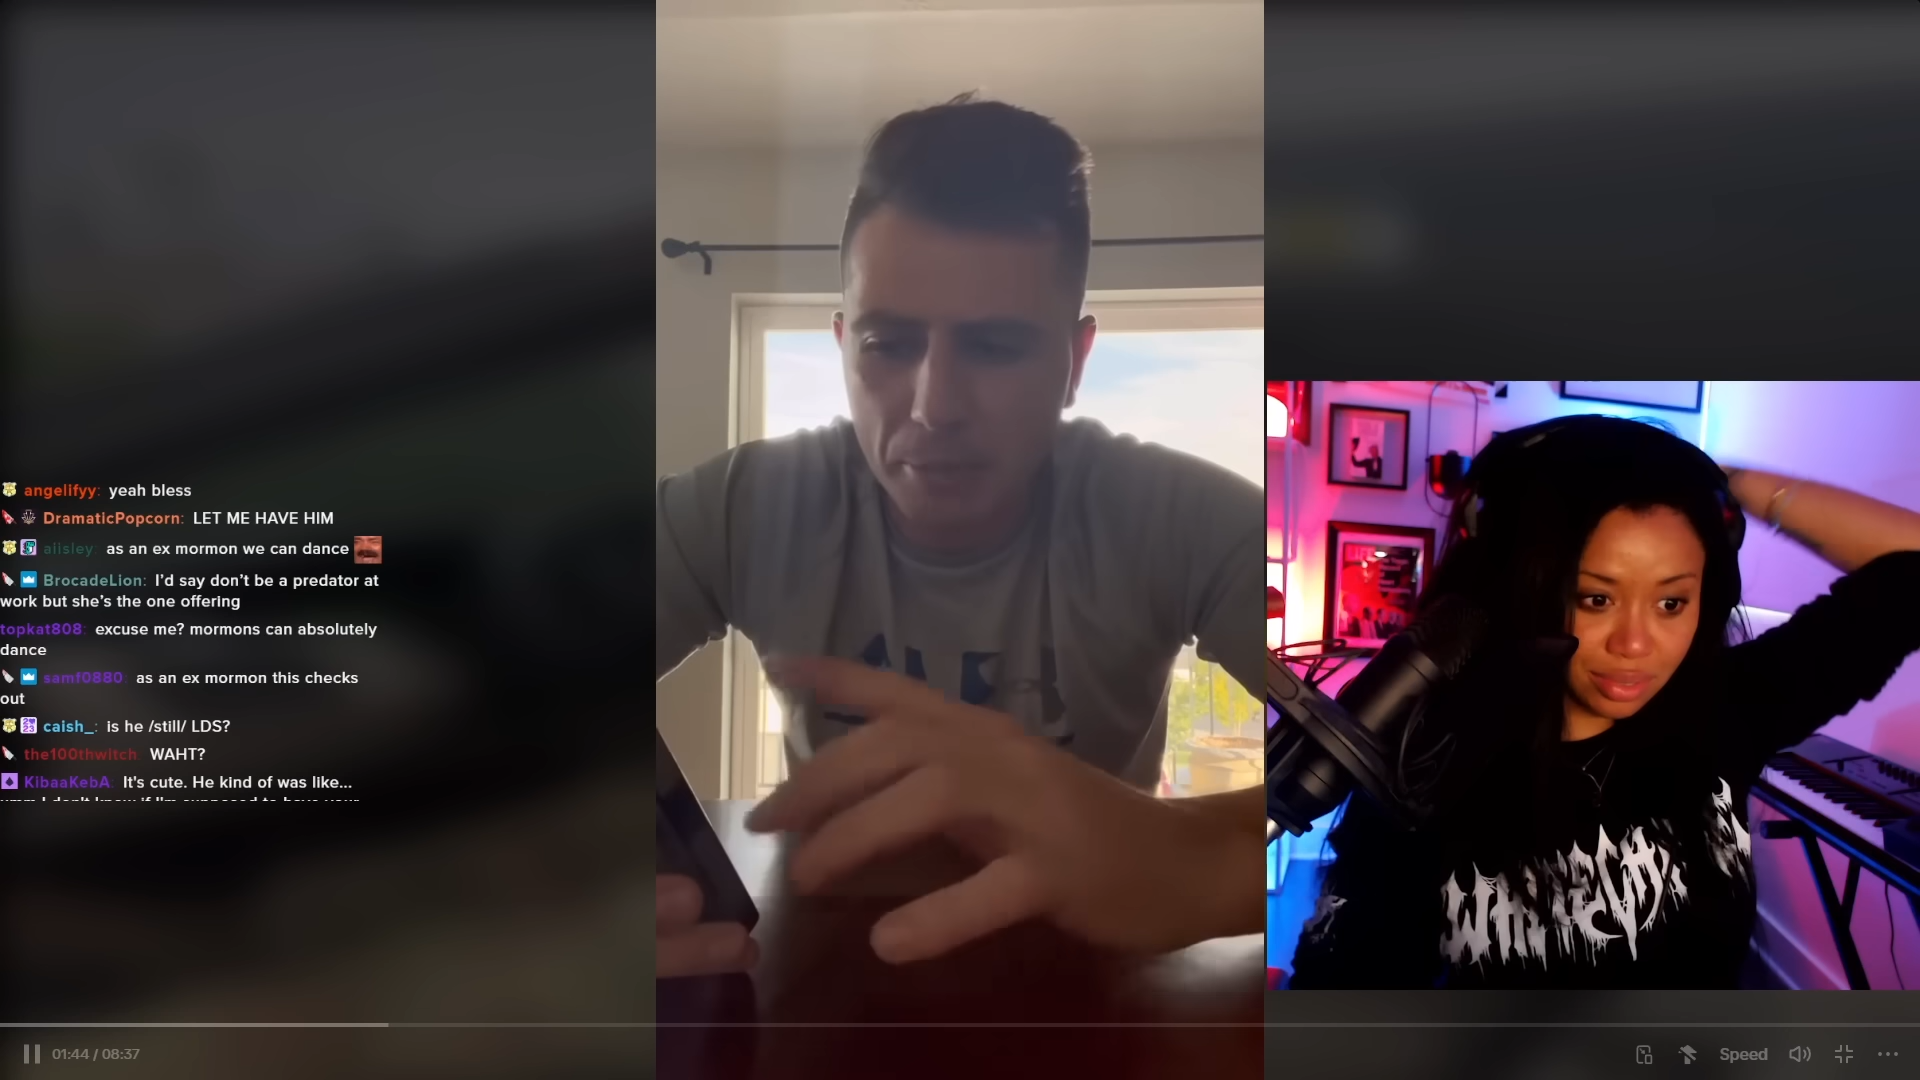 angelifyy: yeah bless
DramaticPopcorn: LET ME HAVE HIM
ailsley: as an ex mormon we can dance
BrocadeLion: I'd say don't be a predator at
work but she's the one offering
topkat808: excuse me? mormons can absolutely
dance
samf0880: as an ex mormon this checks
out
caish_: is he /still/ LDS?
the100thwitch: WAHT?
KibaaKebA: It's cute. He kind of was like...
LIFE
01:44 / 08:37
Speed